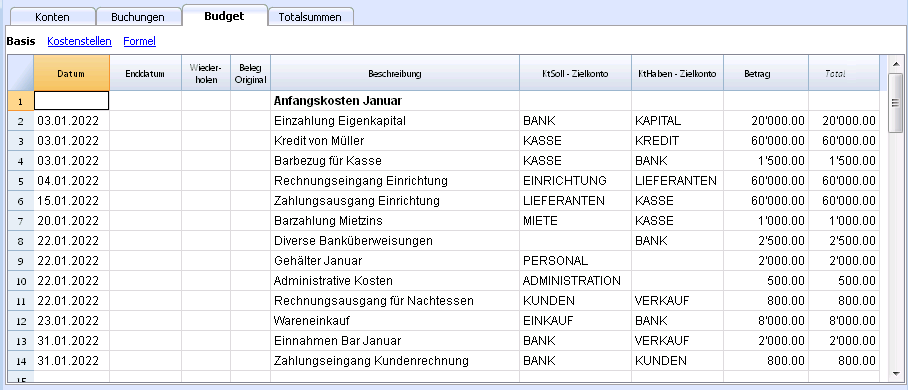 Konten Buchungen Budget Totalsummen
Basis Kostenstellen Formel
Datum Enddatum Wieder-holen Beleg Original Beschreibung KtSoll - Zielkonto KtHaben - Zielkonto Betrag Total
1 Anfangskosten Januar
2 03.01.2022 Einzahlung Eigenkapital BANK KAPITAL 20'000.00 20'000.00
3 03.01.2022 Kredit von Müller KASSE KREDIT 60'000.00 60'000.00
4 03.01.2022 Barbezug für Kasse KASSE BANK 1'500.00 1'500.00
5 04.01.2022 Rechnungseingang Einrichtung EINRICHTUNG LIEFERANTEN 60'000.00 60'000.00
6 15.01.2022 Zahlungsausgang Einrichtung LIEFERANTEN KASSE 60'000.00 60'000.00
7 20.01.2022 Barzahlung Mietzins MIETE KASSE 1'000.00 1'000.00
8 22.01.2022 Diverse Banküberweisungen BANK 2'500.00 2'500.00
9 22.01.2022 Gehälter Januar PERSONAL 2'000.00 2'000.00
10 22.01.2022 Administrative Kosten ADMINISTRATION 500.00 500.00
11 22.01.2022 Rechnungsausgang für Nachtessen KUNDEN VERKAUF 800.00 800.00
12 23.01.2022 Wareneinkauf EINKAUF BANK 8'000.00 8'000.00
13 31.01.2022 Einnahmen Bar Januar BANK VERKAUF 2'000.00 2'000.00
14 31.01.2022 Zahlungseingang Kundenrechnung BANK KUNDEN 800.00 800.00